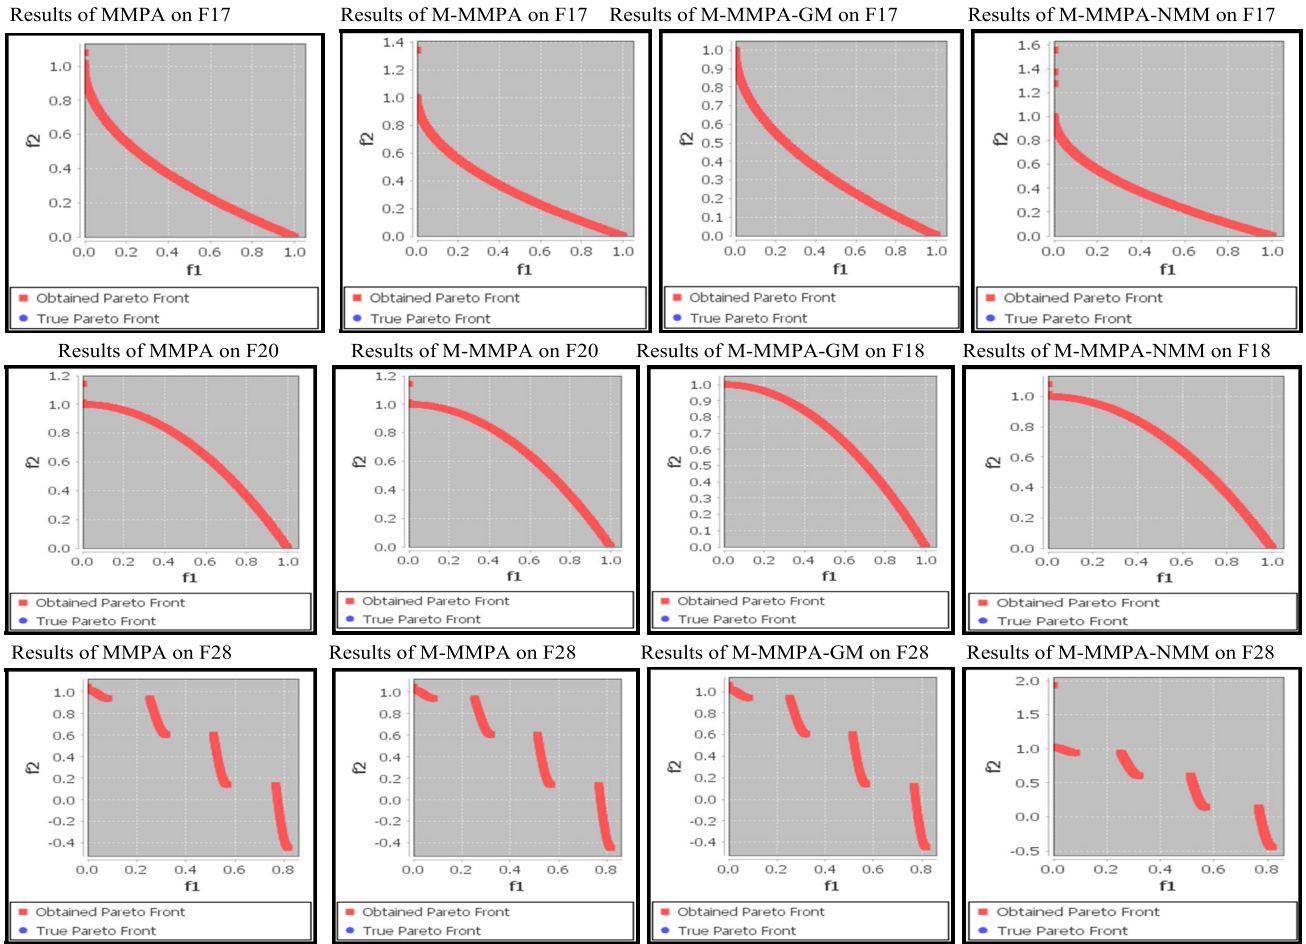 Results of MMPA on F17
Results of M-MMPA on F17
Results of M-MMPA-GM on F17
Results of M-MMPA-NMM on F17
1.0
0.8
0.6
0.4
0.2
0.0
f2
0.0 0.2 0.4 0.6 0.8 1.0
f1
Obtained Pareto Front
True Pareto Front
1.4
1.2
1.0
0.8
0.6
0.4
0.2
0.0
f2
0.0 0.2 0.4 0.6 0.8 1.0
f1
Obtained Pareto Front
True Pareto Front
1.0
0.9
0.8
0.7
0.6
0.5
0.4
0.3
0.2
0.1
0.0
f2
0.0 0.2 0.4 0.6 0.8 1.0
f1
Obtained Pareto Front
True Pareto Front
1.6
1.4
1.2
1.0
0.8
0.6
0.4
0.2
0.0
f2
0.0 0.2 0.4 0.6 0.8 1.0
f1
Obtained Pareto Front
True Pareto Front
Results of MMPA on F20
Results of M-MMPA on F20
Results of M-MMPA-GM on F18
Results of M-MMPA-NMM on F18
1.2
1.0
0.8
0.6
0.4
0.2
0.0
f2
0.0 0.2 0.4 0.6 0.8 1.0
f1
Obtained Pareto Front
True Pareto Front
1.2
1.0
0.8
0.6
0.4
0.2
0.0
f2
0.0 0.2 0.4 0.6 0.8 1.0
f1
Obtained Pareto Front
True Pareto Front
1.0
0.9
0.8
0.7
0.6
0.5
0.4
0.3
0.2
0.1
0.0
f2
0.0 0.2 0.4 0.6 0.8 1.0
f1
Obtained Pareto Front
True Pareto Front
1.0
0.8
0.6
0.4
0.2
0.0
f2
0.0 0.2 0.4 0.6 0.8 1.0
f1
Obtained Pareto Front
True Pareto Front
Results of MMPA on F28
Results of M-MMPA on F28
Results of M-MMPA-GM on F28
Results of M-MMPA-NMM on F28
1.0
0.8
0.6
0.4
0.2
0.0
-0.2
-0.4
f2
0.0 0.2 0.4 0.6 0.8
f1
Obtained Pareto Front
True Pareto Front
1.0
0.8
0.6
0.4
0.2
0.0
-0.2
-0.4
f2
0.0 0.2 0.4 0.6 0.8
f1
Obtained Pareto Front
True Pareto Front
1.0
0.8
0.6
0.4
0.2
0.0
-0.2
-0.4
f2
0.0 0.2 0.4 0.6 0.8
f1
Obtained Pareto Front
True Pareto Front
2.0
1.5
1.0
0.5
0.0
-0.5
f2
0.0 0.2 0.4 0.6 0.8
f1
Obtained Pareto Front
True Pareto Front